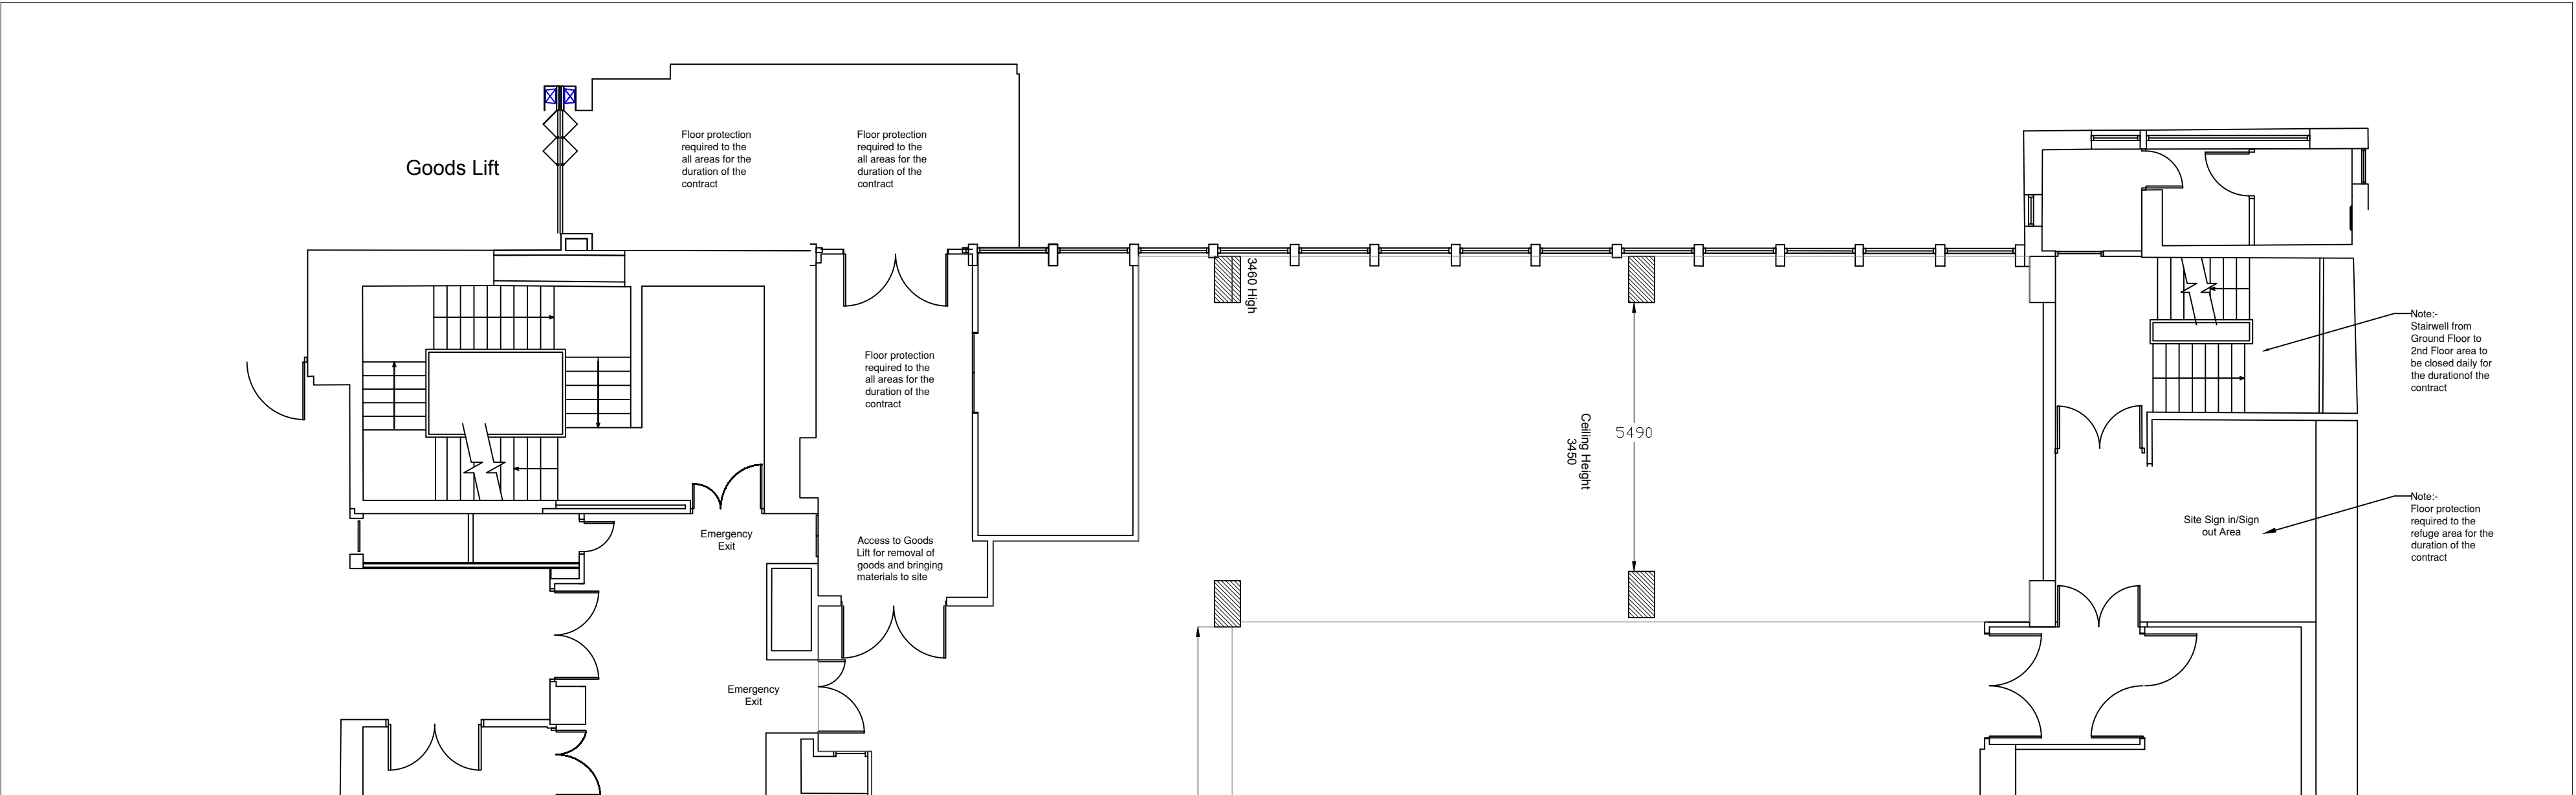 Goods Lift
Floor protection
required to the
all areas for the
duration of the
contract
Floor protection
required to the
all areas for the
duration of the
contract
3460 High
Floor protection
required to the
all areas for the
duration of the
contract
Ceiling Height
3450
5490
Note:-
Stairwell from
Ground Floor to
2nd Floor area to
be closed daily for
the durationof the
contract
Emergency
Exit
Access to Goods
Lift for removal of
goods and bringing
materials to site
Site Sign in/Sign
out Area
Note:-
Floor protection
required to the
refuge area for the
duration of the
contract
Emergency
Exit